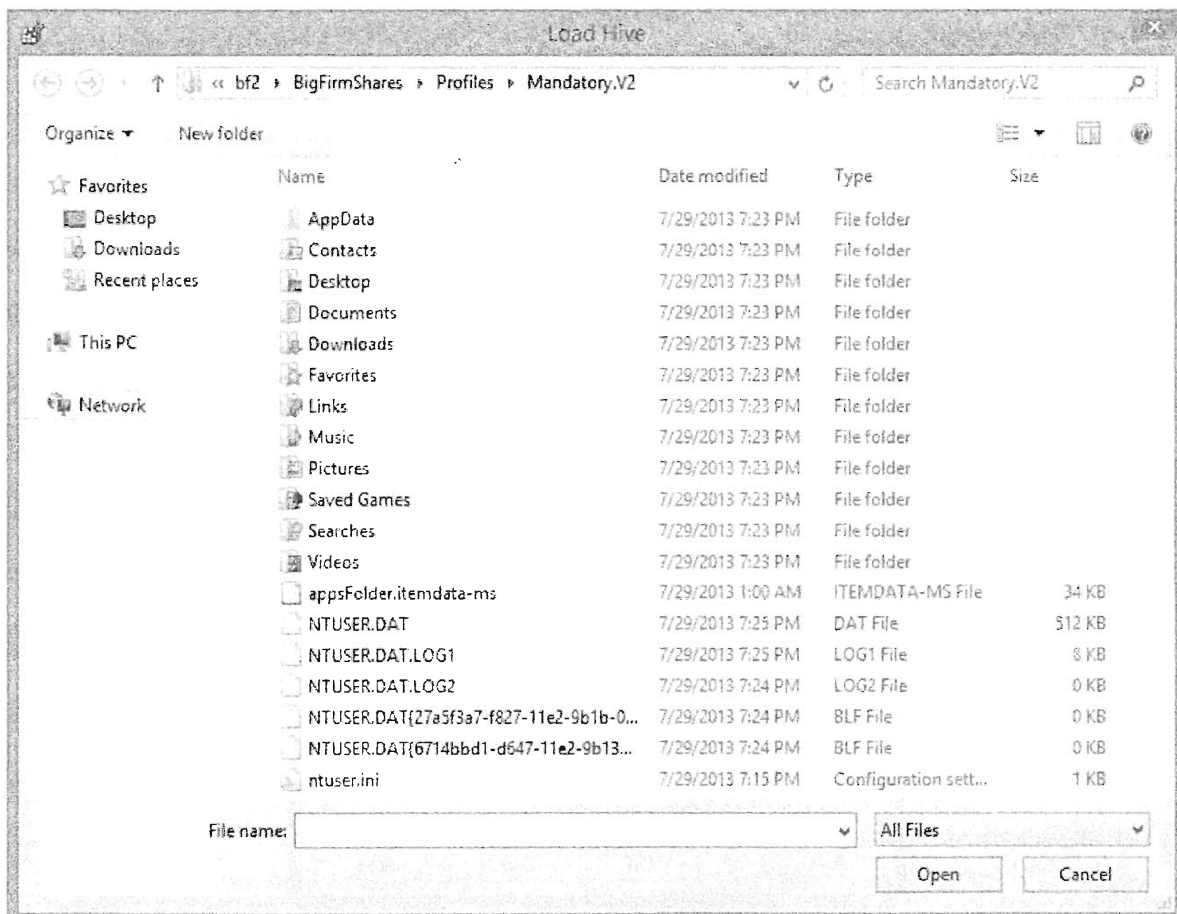 Load Hive
« bf2 ▸ BigFirmShares ▸ Profiles ▸ Mandatory.V2 Search Mandatory.V2
Organize ▾ New folder
Name Date modified Type Size
Favorites
Desktop
Downloads
Recent places
This PC
Network
AppData 7/29/2013 7:23 PM File folder
Contacts 7/29/2013 7:23 PM File folder
Desktop 7/29/2013 7:23 PM File folder
Documents 7/29/2013 7:23 PM File folder
Downloads 7/29/2013 7:23 PM File folder
Favorites 7/29/2013 7:23 PM File folder
Links 7/29/2013 7:23 PM File folder
Music 7/29/2013 7:23 PM File folder
Pictures 7/29/2013 7:23 PM File folder
Saved Games 7/29/2013 7:23 PM File folder
Searches 7/29/2013 7:23 PM File folder
Videos 7/29/2013 7:23 PM File folder
appsFolder.itemdata-ms 7/29/2013 1:00 AM ITEMDATA-MS File 34 KB
NTUSER.DAT 7/29/2013 7:25 PM DAT File 512 KB
NTUSER.DAT.LOG1 7/29/2013 7:25 PM LOG1 File 8 KB
NTUSER.DAT.LOG2 7/29/2013 7:24 PM LOG2 File 0 KB
NTUSER.DAT{27a5f3a7-f827-11e2-9b1b-0... 7/29/2013 7:24 PM BLF File 0 KB
NTUSER.DAT{6714bbd1-d647-11e2-9b13... 7/29/2013 7:24 PM BLF File 0 KB
ntuser.ini 7/29/2013 7:15 PM Configuration sett... 1 KB
File name: All Files
Open Cancel